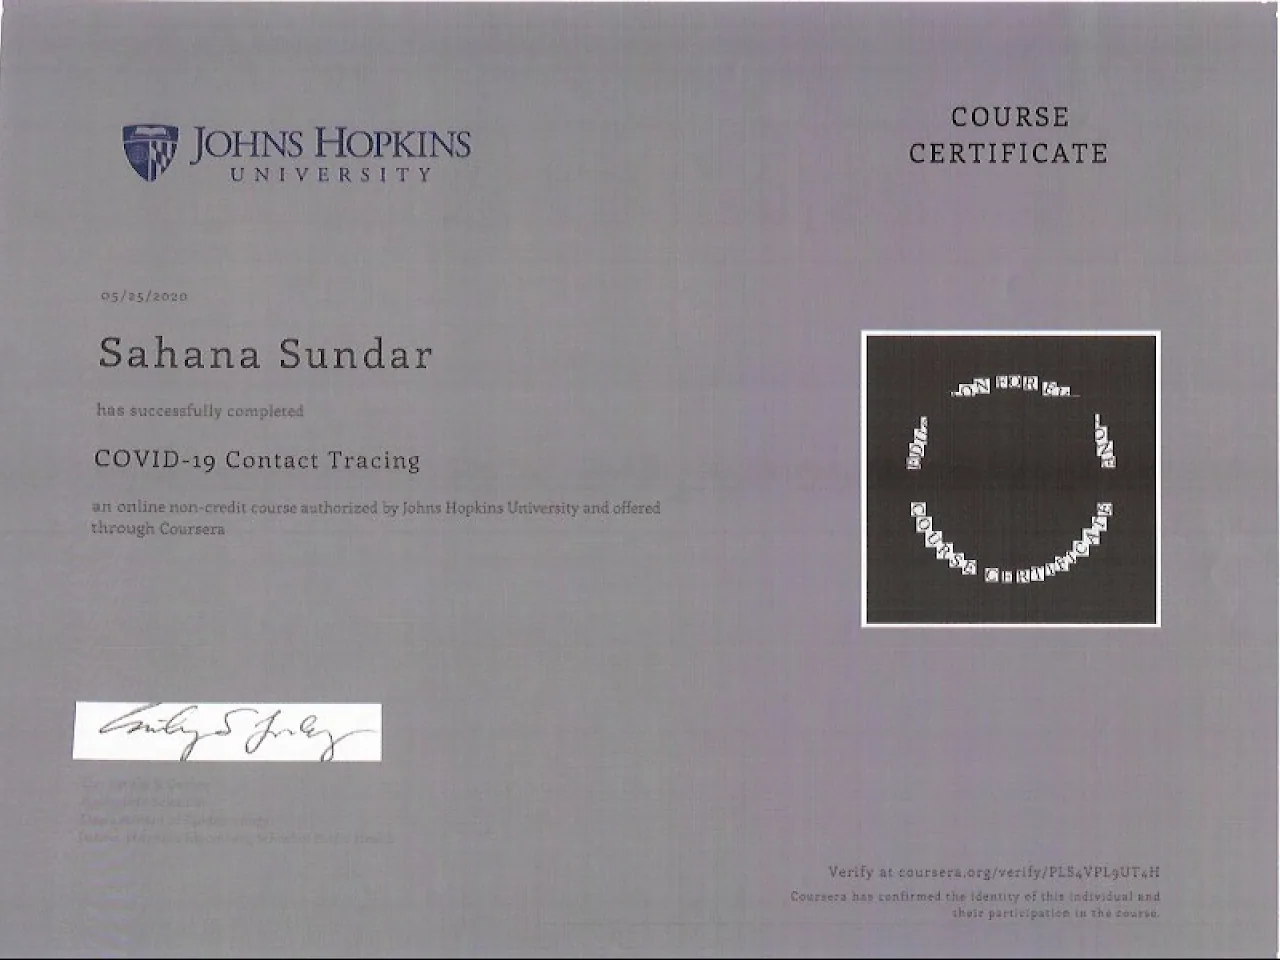 JOHNS HOPKINS
UNIVERSITY
COURSE
CERTIFICATE
05/25/2020
Sahana Sundar
has successfully completed
COVID-19 Contact Tracing
an online non-credit course authorized by Johns Hopkins University and offered
through Coursera
ON FOR
COURSE CERTIFICATE
Verify at coursera.org/verify/PLS4VPL9UT4H
Coursera has confirmed the identity of this individual and
their participation in the course.